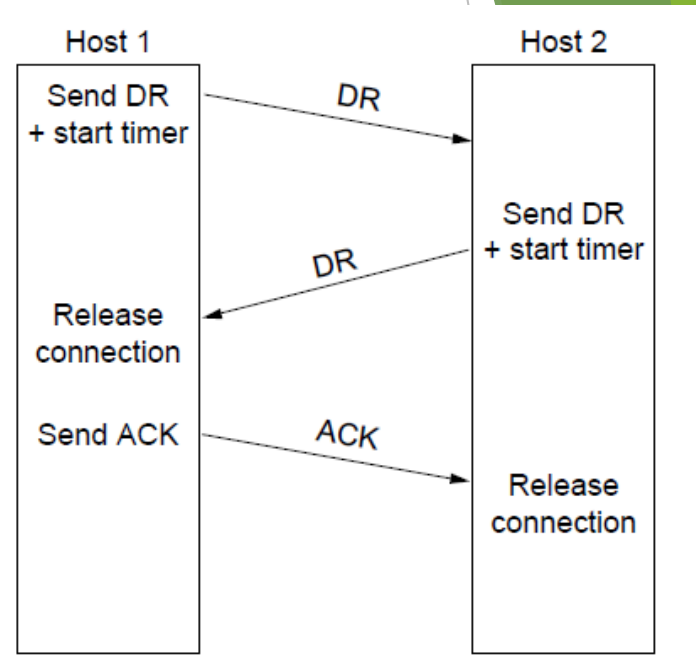 Host 1
Host 2
Send DR
+ start timer
DR
Send DR
+ start timer
DR
Release
connection
Send ACK
ACK
Release
connection